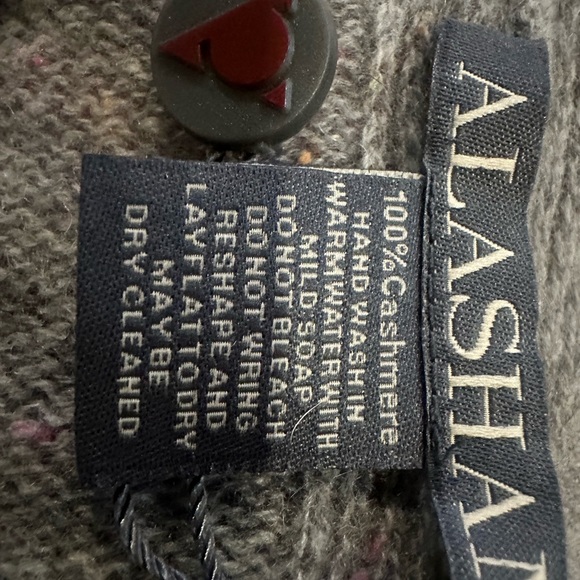 ALASHAN
100% Cashmere
HAND WASH IN
WARM WATER WITH
MILD SOAP
DO NOT BLEACH
DO NOT WRING
RESHAPE AND
LAY FLAT TO DRY
MAY BE
DRY CLEANED